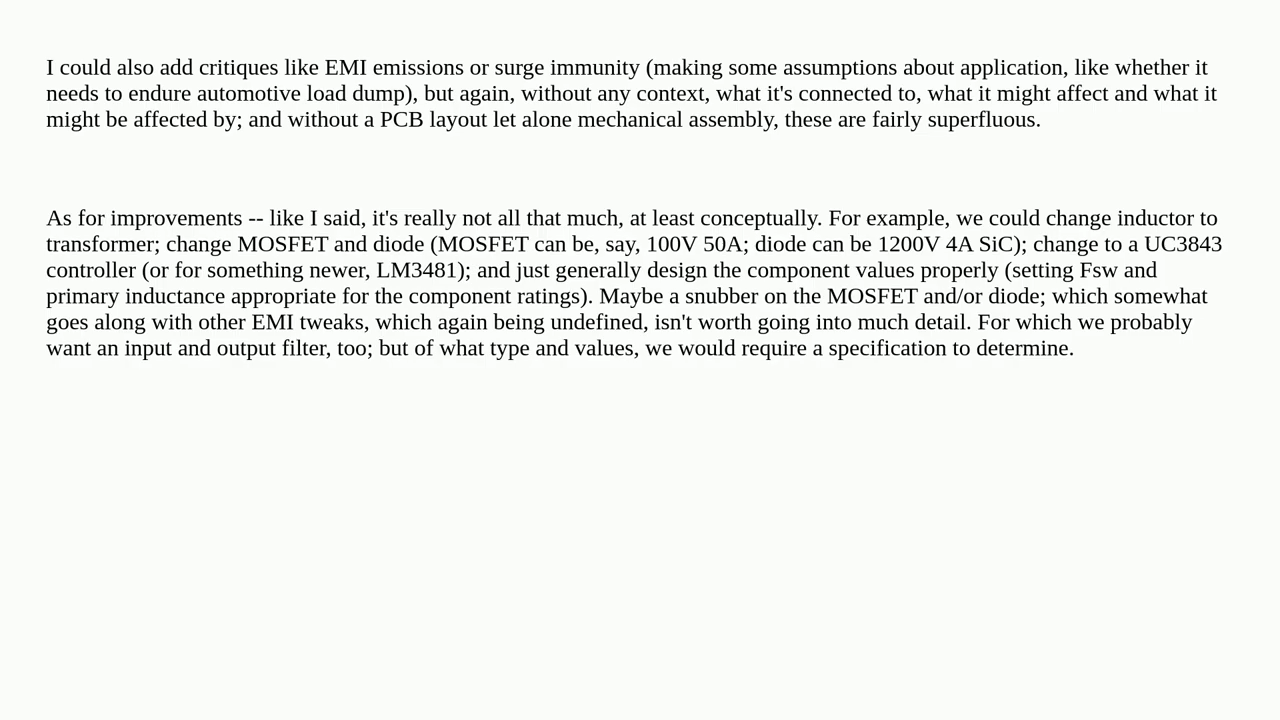 I could also add critiques like EMI emissions or surge immunity (making some assumptions about application, like whether it
needs to endure automotive load dump), but again, without any context, what it's connected to, what it might affect and what it
might be affected by; and without a PCB layout let alone mechanical assembly, these are fairly superfluous.
As for improvements -- like I said, it's really not all that much, at least conceptually. For example, we could change inductor to
transformer; change MOSFET and diode (MOSFET can be, say, 100V 50A; diode can be 1200V 4A SiC); change to a UC3843
controller (or for something newer, LM3481); and just generally design the component values properly (setting Fsw and
primary inductance appropriate for the component ratings). Maybe a snubber on the MOSFET and/or diode; which somewhat
goes along with other EMI tweaks, which again being undefined, isn't worth going into much detail. For which we probably
want an input and output filter, too; but of what type and values, we would require a specification to determine.